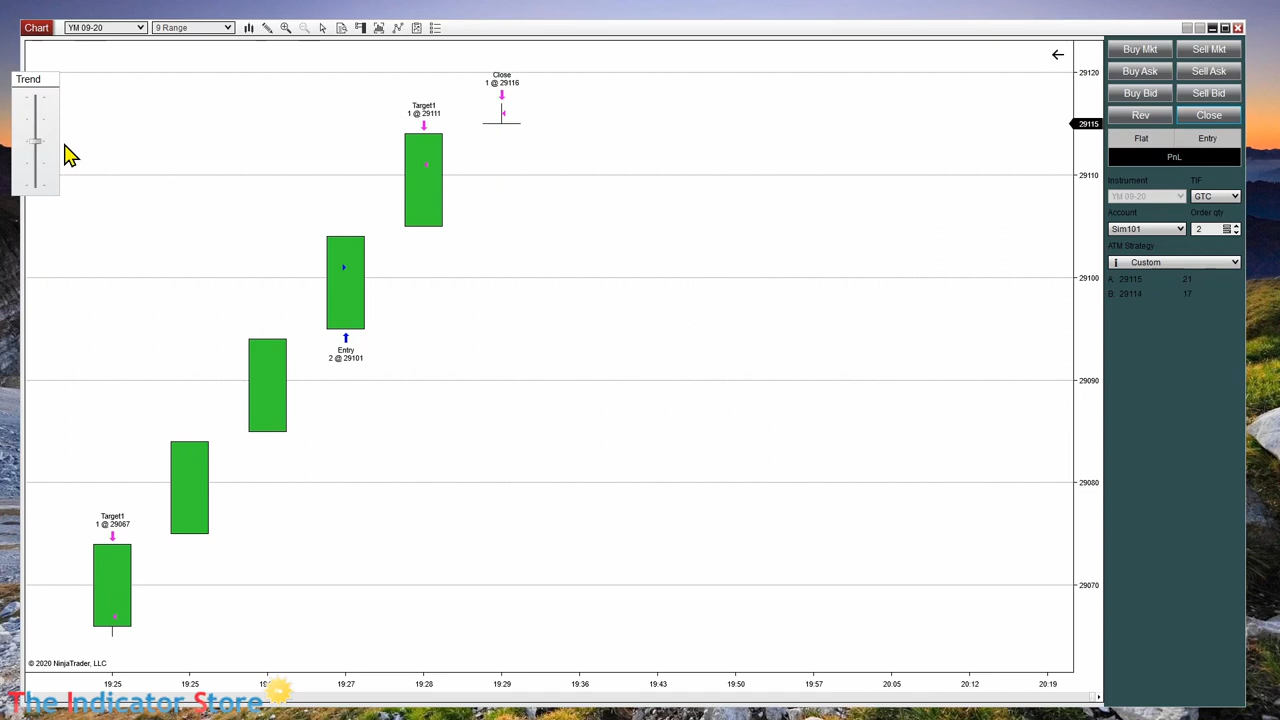 Chart
YM 09-20
9 Range
Trend
Close
1 @ 29116
Target1
1 @ 29111
Entry
2 @ 29101
Target1
1 @ 29067
29120
29115
29110
29100
29090
29080
29070
Buy Mkt
Sell Mkt
Buy Ask
Sell Ask
Buy Bid
Sell Bid
Rev
Close
Flat
Entry
PnL
Instrument
TIF
YM 09-20
GTC
Account
Order qty
Sim101
2
ATM Strategy
i Custom
A: 29115 21
B: 29114 17
© 2020 NinjaTrader, LLC
19:25 19:25 19:27 19:28 19:29 19:36 19:43 19:50 19:57 20:05 20:12 20:19
The Indicator Store